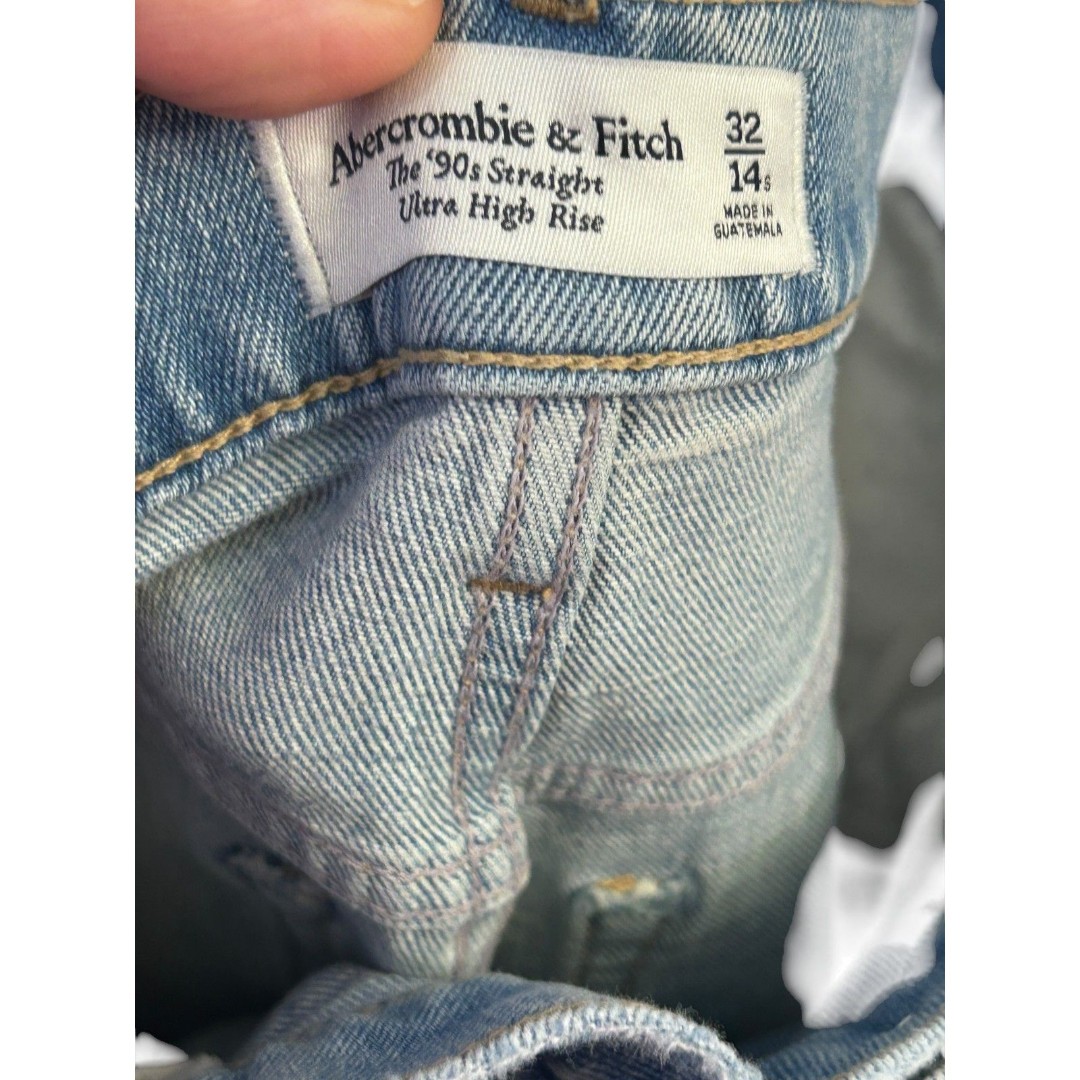 Abercrombie & Fitch
The '90s Straight
Ultra High Rise
32
14s
MADE IN
GUATEMALA